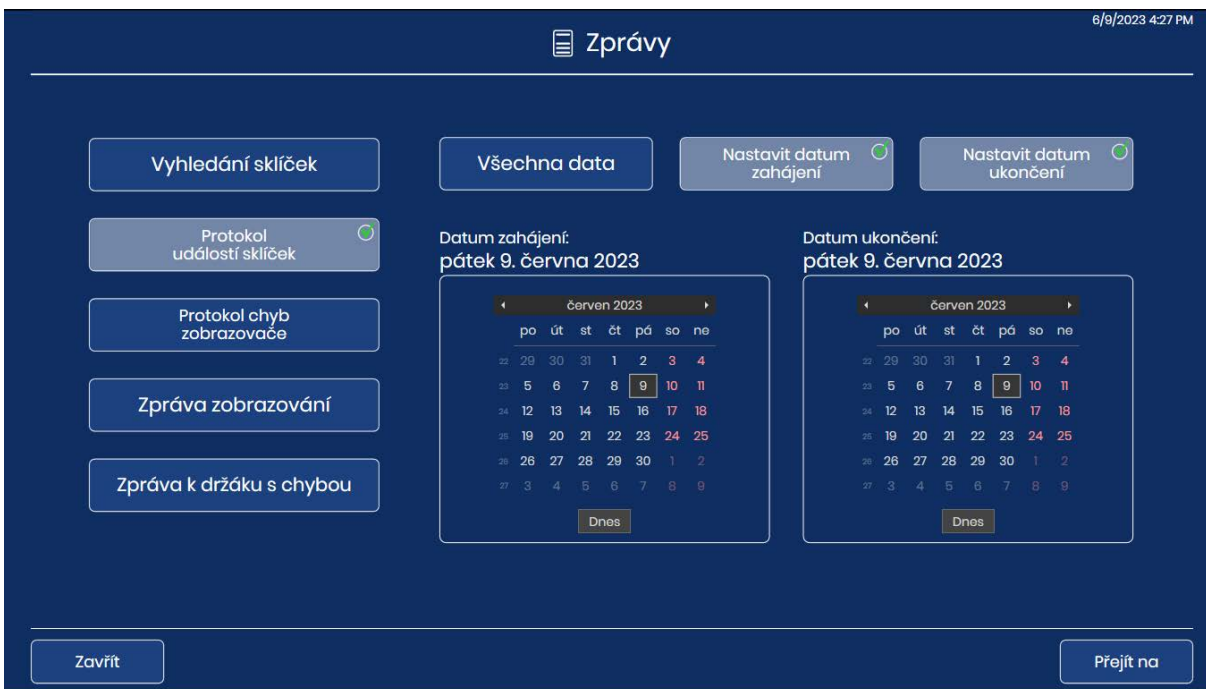 6/9/2023 4:27 PM
Zprávy
Vyhledání sklíček
Protokol
událostí sklíček
Protokol chyb
zobrazovače
Zpráva zobrazování
Zpráva k držáku s chybou
Všechna data
Nastavit datum
zahájení
Nastavit datum
ukončení
Datum zahájení:
pátek 9. června 2023
červen 2023
po út st čt pá so ne
22 29 30 31 1 2 3 4
23 5 6 7 8 9 10 11
24 12 13 14 15 16 17 18
25 19 20 21 22 23 24 25
26 26 27 28 29 30 1 2
27 3 4 5 6 7 8 9
Dnes
Datum ukončení:
pátek 9. června 2023
červen 2023
po út st čt pá so ne
22 29 30 31 1 2 3 4
23 5 6 7 8 9 10 11
24 12 13 14 15 16 17 18
25 19 20 21 22 23 24 25
26 26 27 28 29 30 1 2
27 3 4 5 6 7 8 9
Dnes
Zavřít
Přejít na